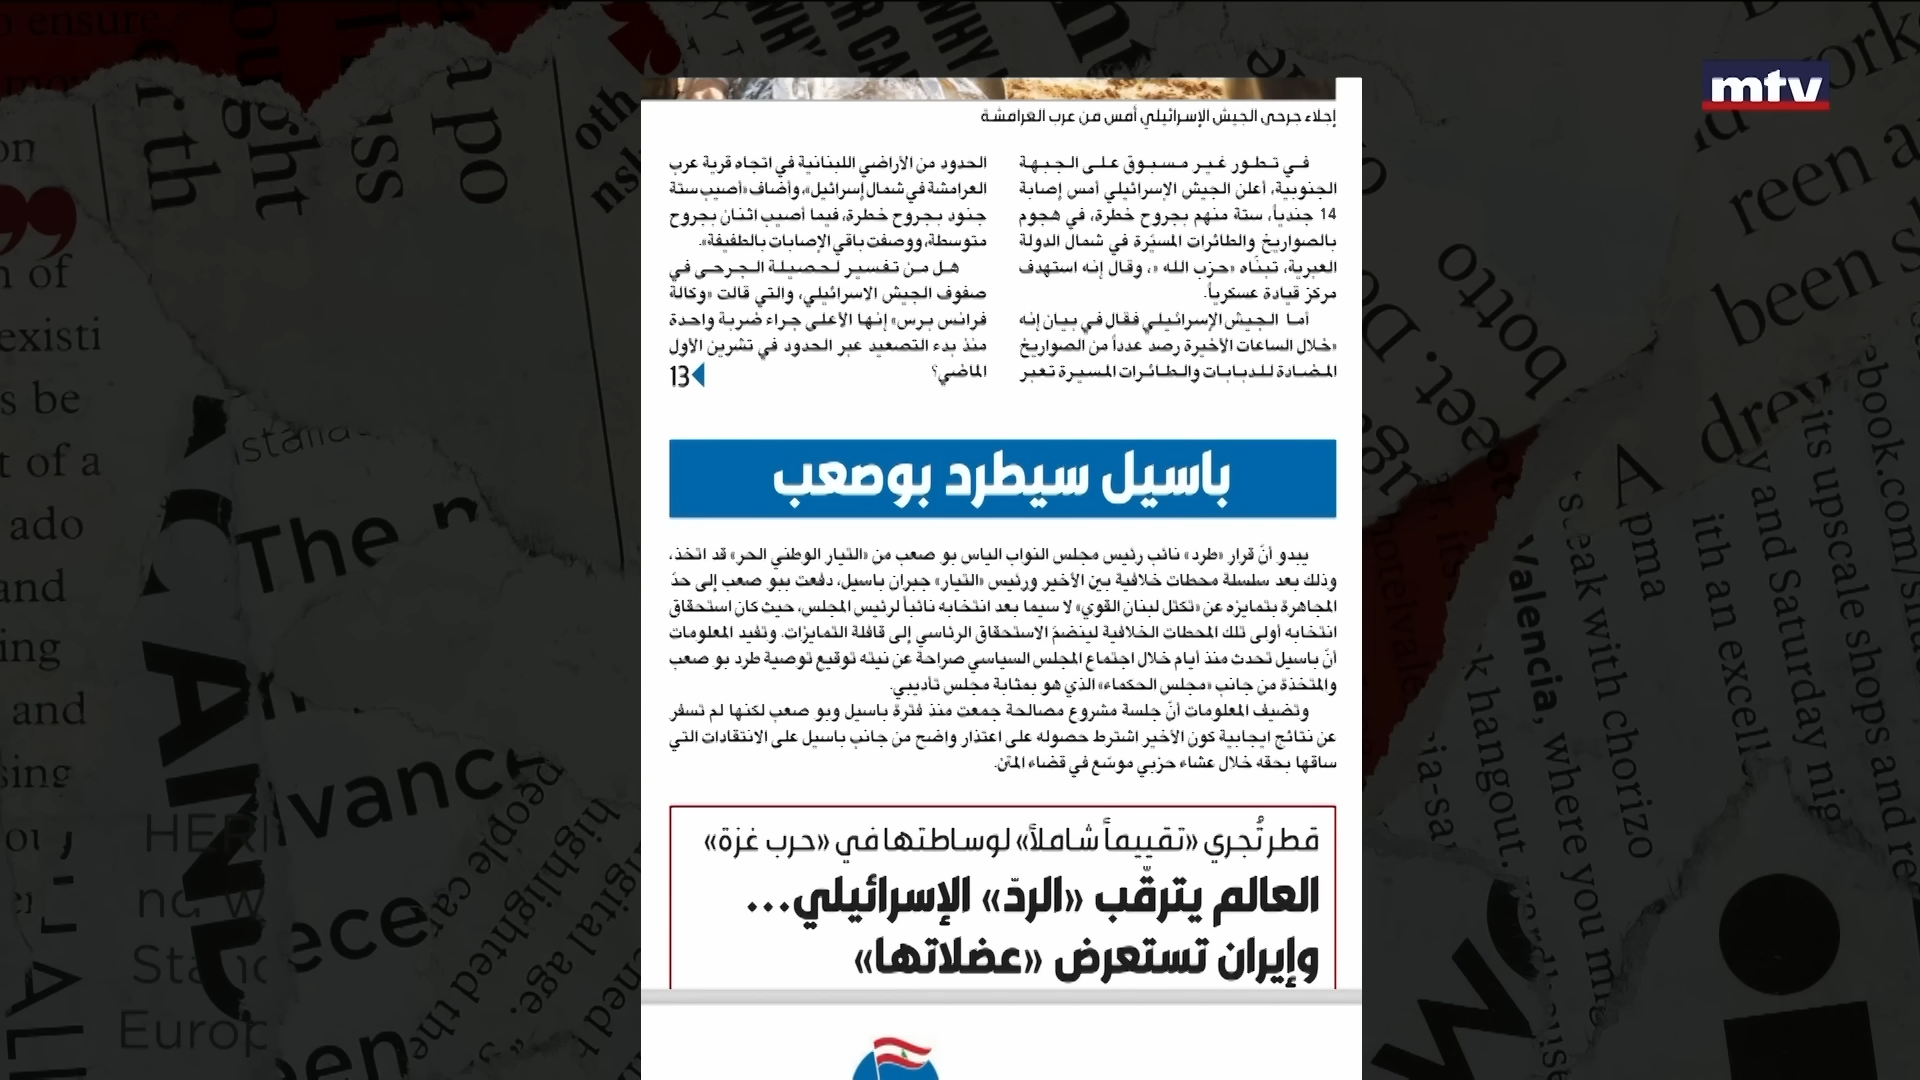 mtv
إجلاء جرحى الجيش الإسرائيلي أمس من عرب العرامشة
في تطور غير مسبوق على الجبهة
الجنوبية، أعلن الجيش الإسرائيلي أمس إصابة
14 جندياً، ستة منهم بجروح خطرة، في هجوم
بالصواريخ والطائرات المسيّرة في شمال الدولة
العبرية، تبنّاه «حزب الله »، وقال إنه استهدف
مركز قيادة عسكرياً.
أما الجيش الإسرائيلي فقال في بيان إنه
«خلال الساعات الأخيرة رصد عدداً من الصواريخ
المضادة للدبابات والطائرات المسيرة تعبر
الحدود من الأراضي اللبنانية في اتجاه قرية عرب
العرامشة في شمال إسرائيل»، وأضاف «أصيب ستة
جنود بجروح خطرة، فيما أصيب اثنان بجروح
متوسطة، ووصفت باقي الإصابات بالطفيفة».
هل من تفسير لحصيلة الجرحى في
صفوف الجيش الاسرائيلي، والتي قالت «وكالة
فرانس برس» إنها الأعلى جراء ضربة واحدة
منذ بدء التصعيد عبر الحدود في تشرين الأول
الماضي؟
13
باسيل سيطرد بوصعب
يبدو أنّ قرار «طرد» نائب رئيس مجلس النواب الياس بو صعب من «التيار الوطني الحر» قد اتخذ،
وذلك بعد سلسلة محطات خلافية بين الأخير ورئيس «التيار» جبران باسيل، دفعت ببو صعب إلى حدّ
المجاهرة بتمايزه عن «تكتل لبنان القوي» لا سيما بعد انتخابه نائباً لرئيس المجلس، حيث كان استحقاق
انتخابه أولى تلك المحطات الخلافية لينضمّ الاستحقاق الرئاسي إلى قافلة التمايزات. وتفيد المعلومات
أنّ باسيل تحدث منذ أيام خلال اجتماع المجلس السياسي صراحة عن نيته توقيع توصية طرد بو صعب
والمتخذة من جانب «مجلس الحكماء» الذي هو بمثابة مجلس تأديبي.
وتضيف المعلومات أنّ جلسة مشروع مصالحة جمعت منذ فترة باسيل وبو صعب لكنها لم تسفر
عن نتائج ايجابية كون الأخير اشترط حصوله على اعتذار واضح من جانب باسيل على الانتقادات التي
ساقها بحقه خلال عشاء حزبي موسّع في قضاء المتن.
قطر تُجري «تقييماً شاملاً» لوساطتها في «حرب غزة»
العالم يترقّب «الردّ» الإسرائيلي...
وإيران تستعرض «عضلاتها»